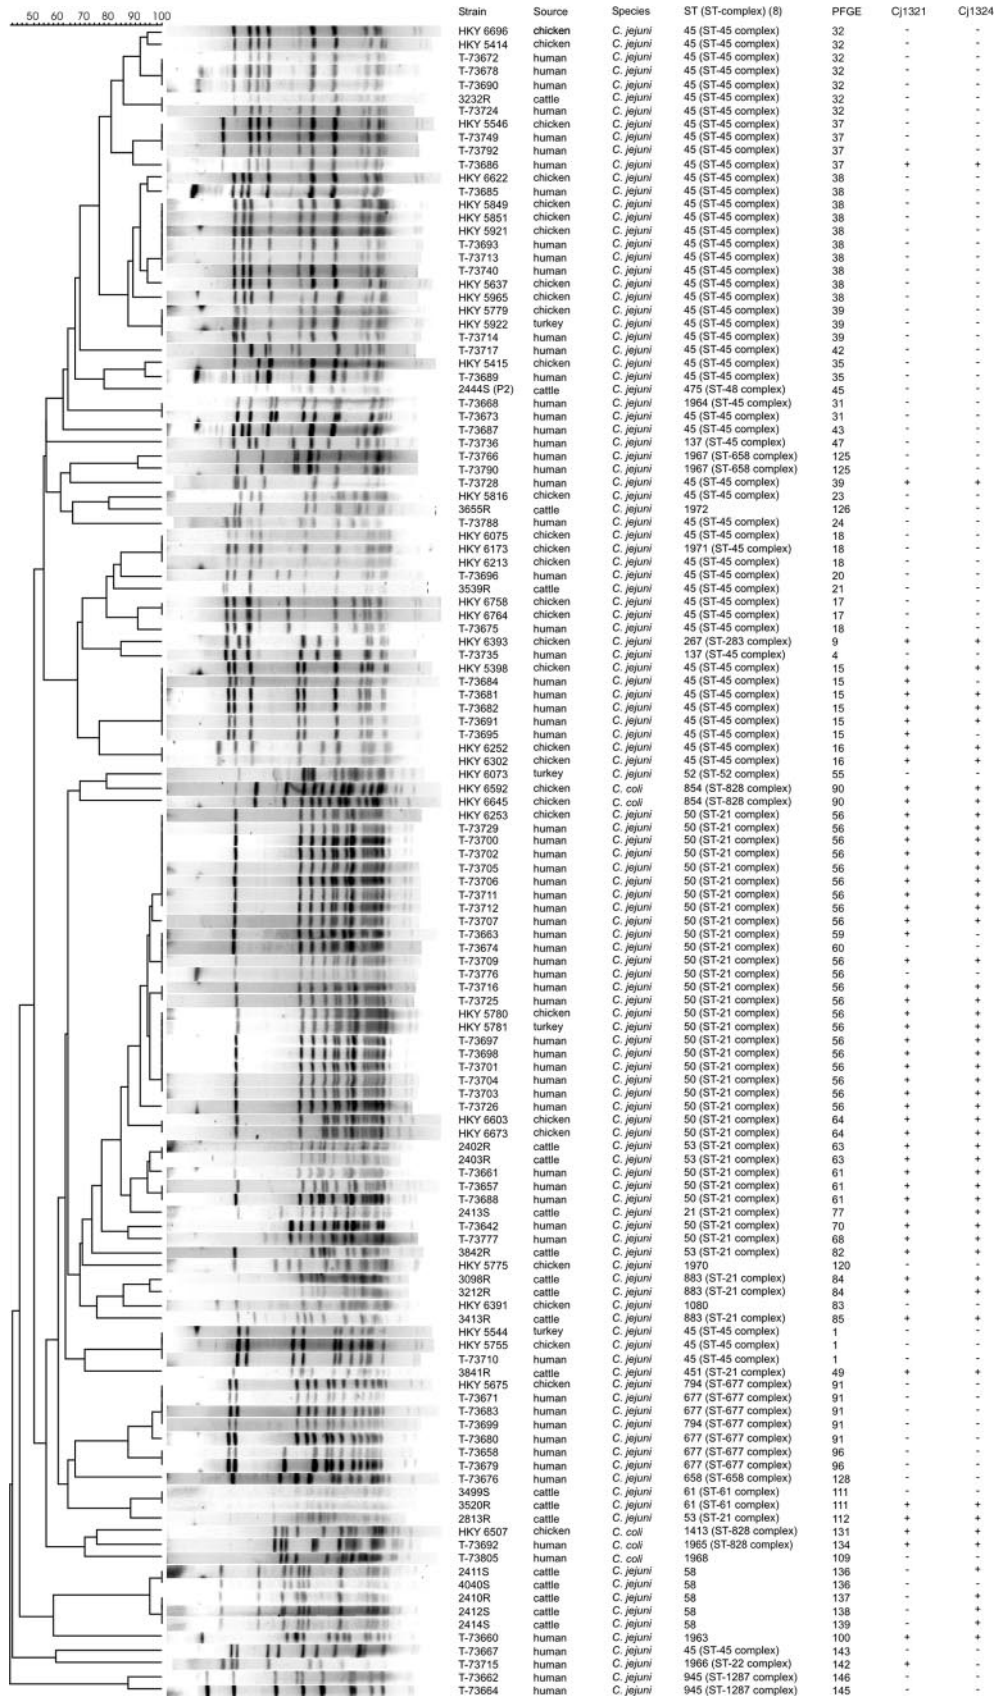 50 60 70 80 90 100 Strain Source Species ST (ST-complex) (8) PFGE Cj1321 Cj1324
HKY 6696 chicken C. jejuni 45 (ST-45 complex) 32 - -
HKY 5414 chicken C. jejuni 45 (ST-45 complex) 32 - -
T-73672 human C. jejuni 45 (ST-45 complex) 32 - -
T-73678 human C. jejuni 45 (ST-45 complex) 32 - -
T-73690 human C. jejuni 45 (ST-45 complex) 32 - -
3232R cattle C. jejuni 45 (ST-45 complex) 32 - -
T-73724 human C. jejuni 45 (ST-45 complex) 32 - -
HKY 5546 chicken C. jejuni 45 (ST-45 complex) 37 - -
T-73749 human C. jejuni 45 (ST-45 complex) 37 - -
T-73792 human C. jejuni 45 (ST-45 complex) 37 - -
T-73686 human C. jejuni 45 (ST-45 complex) 37 + +
HKY 6622 chicken C. jejuni 45 (ST-45 complex) 38 - -
T-73685 human C. jejuni 45 (ST-45 complex) 38 - -
HKY 5849 chicken C. jejuni 45 (ST-45 complex) 38 - -
HKY 5851 chicken C. jejuni 45 (ST-45 complex) 38 - -
HKY 5921 chicken C. jejuni 45 (ST-45 complex) 38 - -
T-73693 human C. jejuni 45 (ST-45 complex) 38 - -
T-73713 human C. jejuni 45 (ST-45 complex) 38 - -
T-73740 human C. jejuni 45 (ST-45 complex) 38 - -
HKY 5637 chicken C. jejuni 45 (ST-45 complex) 38 - -
HKY 5965 chicken C. jejuni 45 (ST-45 complex) 38 - -
HKY 5779 chicken C. jejuni 45 (ST-45 complex) 39 - -
HKY 5922 turkey C. jejuni 45 (ST-45 complex) 39 - -
T-73714 human C. jejuni 45 (ST-45 complex) 39 - -
T-73717 human C. jejuni 45 (ST-45 complex) 42 - -
HKY 5415 chicken C. jejuni 45 (ST-45 complex) 35 - -
T-73689 human C. jejuni 45 (ST-45 complex) 35 - -
2444S (P2) cattle C. jejuni 475 (ST-48 complex) 45 - -
T-73668 human C. jejuni 1964 (ST-45 complex) 31 - -
T-73673 human C. jejuni 45 (ST-45 complex) 31 - -
T-73687 human C. jejuni 45 (ST-45 complex) 43 - -
T-73736 human C. jejuni 137 (ST-45 complex) 47 - -
T-73766 human C. jejuni 1967 (ST-658 complex) 125 - -
T-73790 human C. jejuni 1967 (ST-658 complex) 125 - -
T-73728 human C. jejuni 45 (ST-45 complex) 39 + +
HKY 5816 chicken C. jejuni 45 (ST-45 complex) 23 - -
3655R cattle C. jejuni 1972 126 - -
T-73788 human C. jejuni 45 (ST-45 complex) 24 - -
HKY 6075 chicken C. jejuni 45 (ST-45 complex) 18 - -
HKY 6173 chicken C. jejuni 1971 (ST-45 complex) 18 - -
HKY 6213 chicken C. jejuni 45 (ST-45 complex) 18 - -
T-73696 human C. jejuni 45 (ST-45 complex) 20 - -
3539R cattle C. jejuni 45 (ST-45 complex) 21 - -
HKY 6758 chicken C. jejuni 45 (ST-45 complex) 17 - -
HKY 6764 chicken C. jejuni 45 (ST-45 complex) 17 - -
T-73675 human C. jejuni 45 (ST-45 complex) 18 - -
HKY 6393 chicken C. jejuni 267 (ST-283 complex) 9 + +
T-73735 human C. jejuni 137 (ST-45 complex) 4 - -
HKY 5398 chicken C. jejuni 45 (ST-45 complex) 15 + +
T-73684 human C. jejuni 45 (ST-45 complex) 15 + -
T-73681 human C. jejuni 45 (ST-45 complex) 15 + +
T-73682 human C. jejuni 45 (ST-45 complex) 15 + +
T-73691 human C. jejuni 45 (ST-45 complex) 15 + +
T-73695 human C. jejuni 45 (ST-45 complex) 15 + -
HKY 6252 chicken C. jejuni 45 (ST-45 complex) 16 + +
HKY 6302 chicken C. jejuni 45 (ST-45 complex) 16 + +
HKY 6073 turkey C. jejuni 52 (ST-52 complex) 55 - -
HKY 6592 chicken C. coli 854 (ST-828 complex) 90 + +
HKY 6645 chicken C. coli 854 (ST-828 complex) 90 + +
HKY 6253 chicken C. jejuni 50 (ST-21 complex) 56 + +
T-73729 human C. jejuni 50 (ST-21 complex) 56 + +
T-73700 human C. jejuni 50 (ST-21 complex) 56 + +
T-73702 human C. jejuni 50 (ST-21 complex) 56 + +
T-73705 human C. jejuni 50 (ST-21 complex) 56 + +
T-73706 human C. jejuni 50 (ST-21 complex) 56 + +
T-73711 human C. jejuni 50 (ST-21 complex) 56 + +
T-73712 human C. jejuni 50 (ST-21 complex) 56 + +
T-73707 human C. jejuni 50 (ST-21 complex) 56 + +
T-73663 human C. jejuni 50 (ST-21 complex) 59 + -
T-73674 human C. jejuni 50 (ST-21 complex) 60 - -
T-73709 human C. jejuni 50 (ST-21 complex) 56 + +
T-73776 human C. jejuni 50 (ST-21 complex) 56 - -
T-73716 human C. jejuni 50 (ST-21 complex) 56 + +
T-73725 human C. jejuni 50 (ST-21 complex) 56 + +
HKY 5780 chicken C. jejuni 50 (ST-21 complex) 56 + +
HKY 5781 turkey C. jejuni 50 (ST-21 complex) 56 + +
T-73697 human C. jejuni 50 (ST-21 complex) 56 + +
T-73698 human C. jejuni 50 (ST-21 complex) 56 + +
T-73701 human C. jejuni 50 (ST-21 complex) 56 + +
T-73704 human C. jejuni 50 (ST-21 complex) 56 + +
T-73703 human C. jejuni 50 (ST-21 complex) 56 + +
T-73726 human C. jejuni 50 (ST-21 complex) 56 + +
HKY 6603 chicken C. jejuni 50 (ST-21 complex) 64 + +
HKY 6673 chicken C. jejuni 50 (ST-21 complex) 64 + +
2402R cattle C. jejuni 53 (ST-21 complex) 63 + +
2403R cattle C. jejuni 53 (ST-21 complex) 63 + +
T-73661 human C. jejuni 50 (ST-21 complex) 61 + +
T-73657 human C. jejuni 50 (ST-21 complex) 61 + +
T-73688 human C. jejuni 50 (ST-21 complex) 61 + +
2413S cattle C. jejuni 21 (ST-21 complex) 77 + +
T-73642 human C. jejuni 50 (ST-21 complex) 70 + +
T-73777 human C. jejuni 50 (ST-21 complex) 68 + +
3842R cattle C. jejuni 53 (ST-21 complex) 82 + +
HKY 5775 chicken C. jejuni 1970 120 - -
3098R cattle C. jejuni 883 (ST-21 complex) 84 + +
3212R cattle C. jejuni 883 (ST-21 complex) 84 + +
HKY 6391 chicken C. jejuni 1080 83 - -
3413R cattle C. jejuni 883 (ST-21 complex) 85 + +
HKY 5544 turkey C. jejuni 45 (ST-45 complex) 1 - -
HKY 5755 chicken C. jejuni 45 (ST-45 complex) 1 - -
T-73710 human C. jejuni 45 (ST-45 complex) 1 - -
3841R cattle C. jejuni 451 (ST-21 complex) 49 + +
HKY 5675 chicken C. jejuni 794 (ST-677 complex) 91 - -
T-73671 human C. jejuni 677 (ST-677 complex) 91 - -
T-73683 human C. jejuni 677 (ST-677 complex) 91 - -
T-73699 human C. jejuni 794 (ST-677 complex) 91 - -
T-73680 human C. jejuni 677 (ST-677 complex) 91 - -
T-73658 human C. jejuni 677 (ST-677 complex) 96 - -
T-73679 human C. jejuni 677 (ST-677 complex) 96 - -
T-73676 human C. jejuni 658 (ST-658 complex) 128 - -
3499S cattle C. jejuni 61 (ST-61 complex) 111 - -
3520R cattle C. jejuni 61 (ST-61 complex) 111 + +
2813R cattle C. jejuni 53 (ST-21 complex) 112 + +
HKY 6507 chicken C. coli 1413 (ST-828 complex) 131 + +
T-73692 human C. coli 1965 (ST-828 complex) 134 + +
T-73805 human C. coli 1968 109 - -
2411S cattle C. jejuni 58 136 - +
4040S cattle C. jejuni 58 136 - -
2410R cattle C. jejuni 58 137 - +
2412S cattle C. jejuni 58 138 - +
2414S cattle C. jejuni 58 139 - +
T-73660 human C. jejuni 1963 100 + +
T-73667 human C. jejuni 45 (ST-45 complex) 143 - -
T-73715 human C. jejuni 1966 (ST-22 complex) 142 + -
T-73662 human C. jejuni 945 (ST-1287 complex) 146 - -
T-73664 human C. jejuni 945 (ST-1287 complex) 145 - -